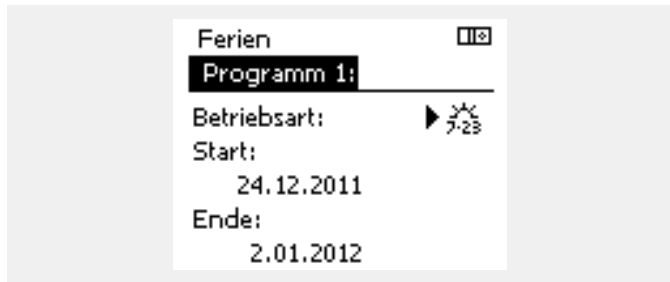 Ferien
Programm 1:
Betriebsart: 7-23
Start:
24.12.2011
Ende:
2.01.2012